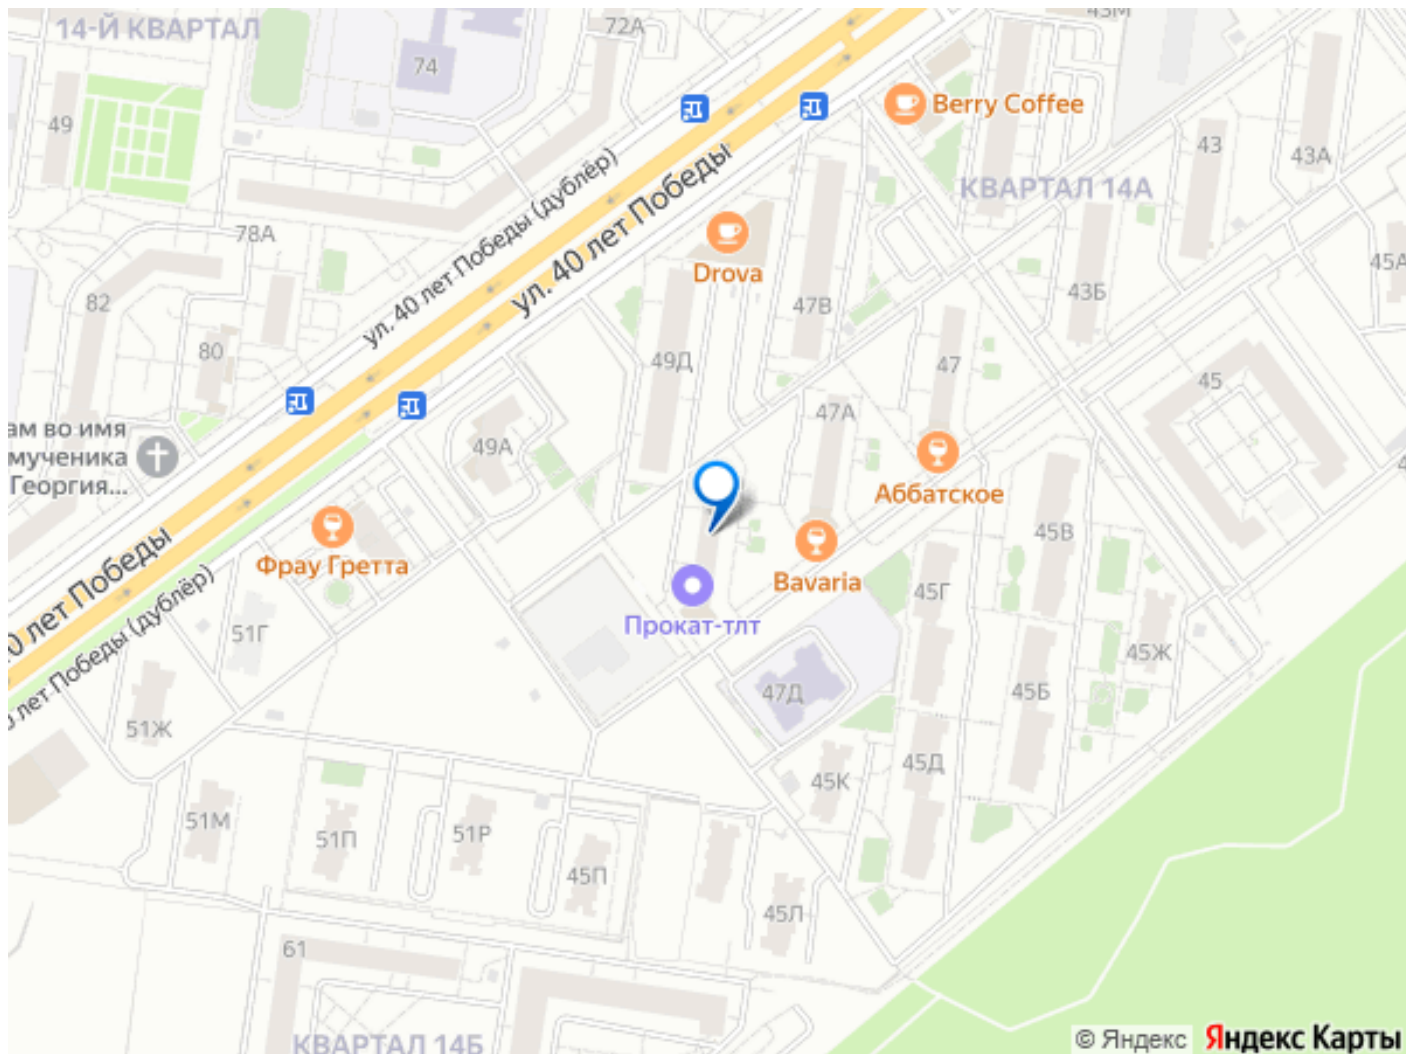 14-Й КВАРТАЛ
72А
43М
74
Berry Coffee
49
43
43А
КВАРТАЛ 14А
ул. 40 лет Победы (дублёр)
ул. 40 лет Победы
78А
Drova
45А
82
47В
43Б
80
49Д
47
45
47А
ам во имя
мученика
Георгия...
49А
Аббатское
45В
Фрау Гретта
Bavaria
40 лет Победы
лет Победы (дублёр)
45Г
Прокат-тлт
51Г
45Ж
47Д
45Б
51Ж
45Д
45К
51М
51П
51Р
45П
45Л
61
КВАРТАЛ 14Б
© Яндекс Яндекс Карты